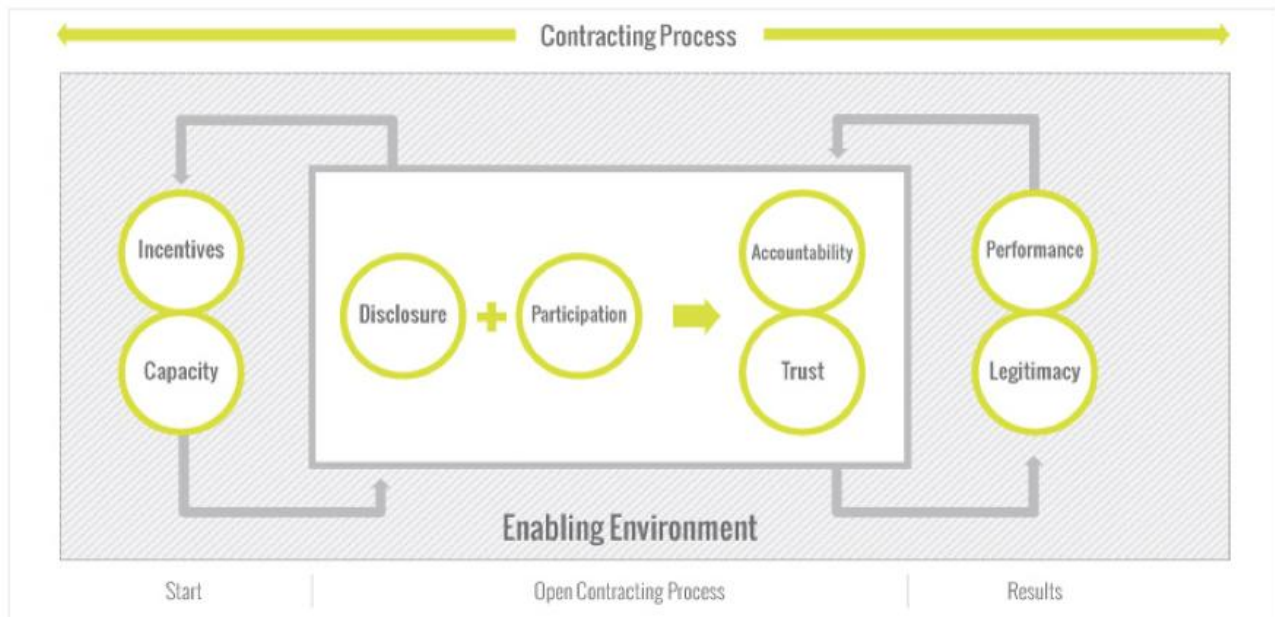 Contracting Process
Incentives
Capacity
Disclosure
Participation
Accountability
Trust
Performance
Legitimacy
Enabling Environment
Start
Open Contracting Process
Results